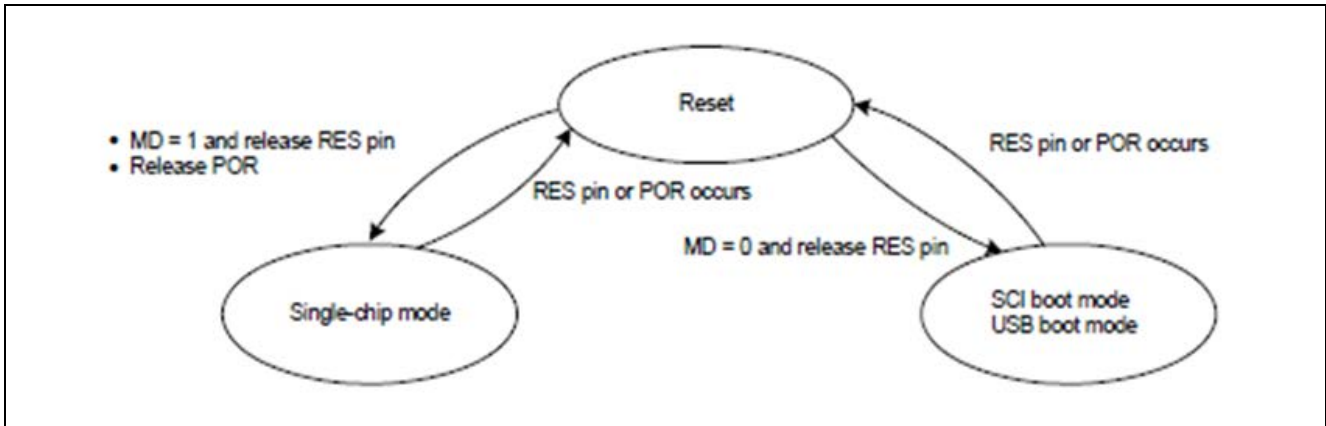 Reset
• MD = 1 and release RES pin
• Release POR
RES pin or POR occurs
RES pin or POR occurs
MD = 0 and release RES pin
Single-chip mode
SCI boot mode
USB boot mode